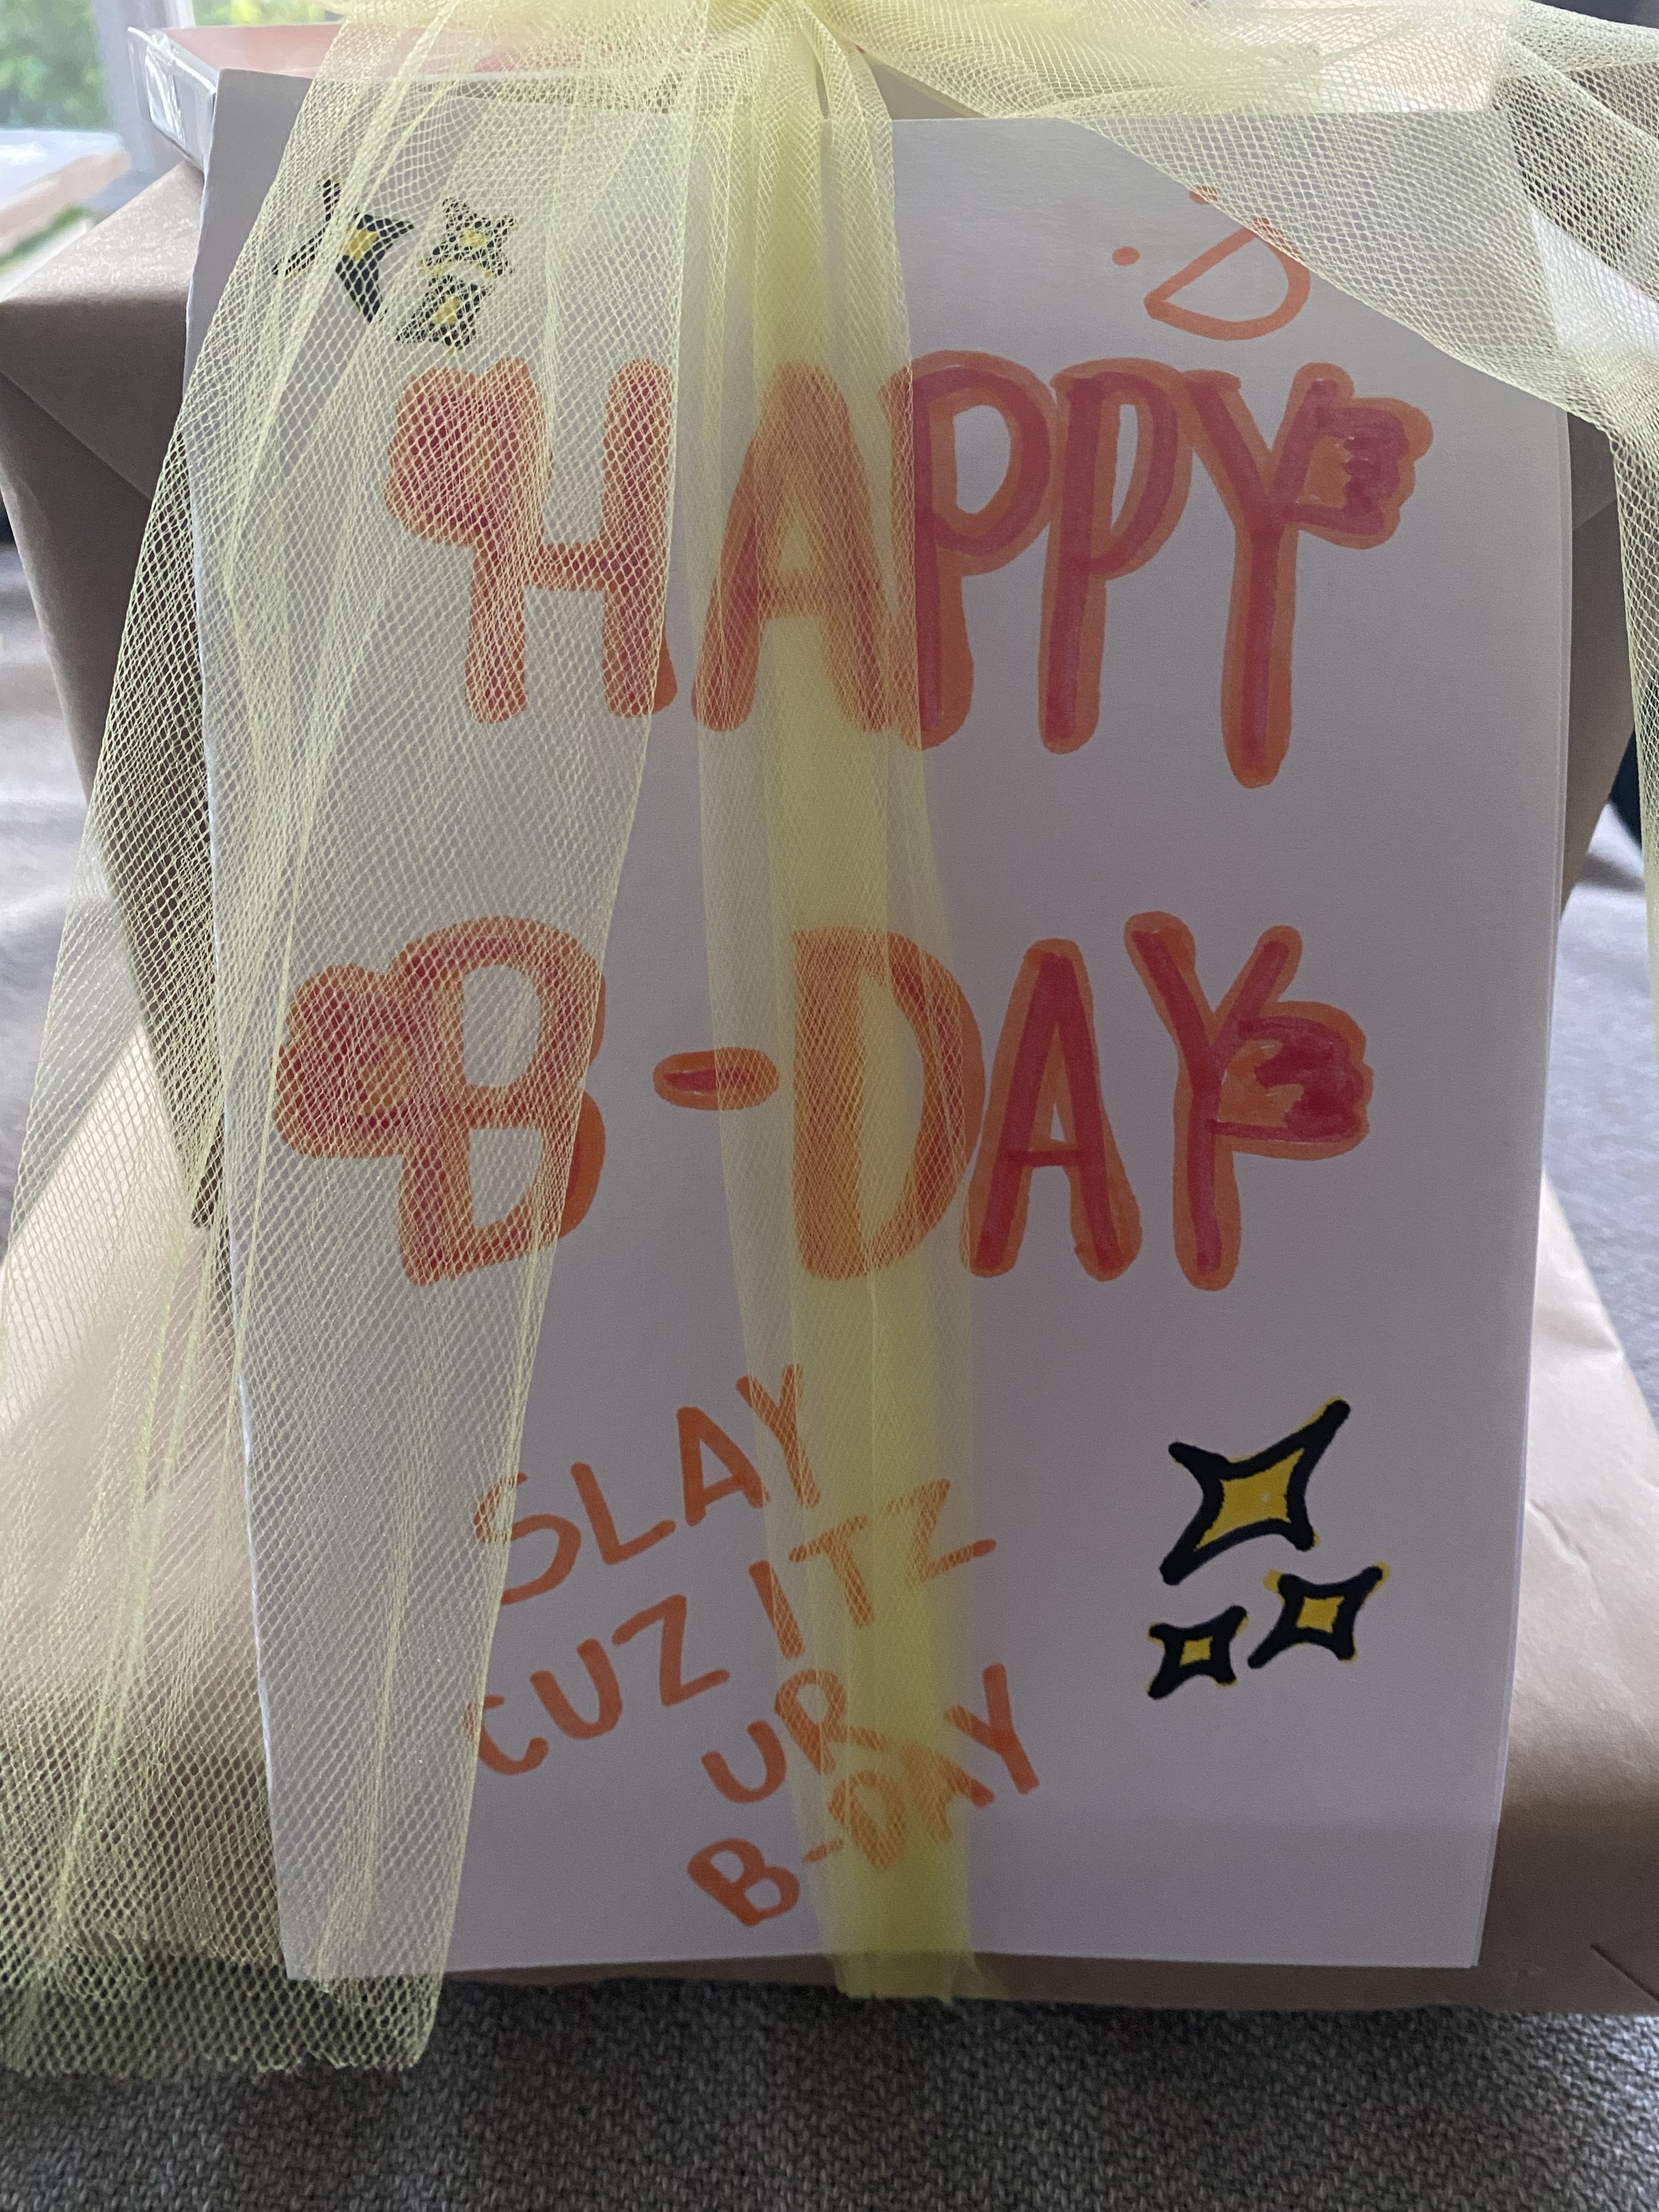 :D
HAPPY
B-DAY
SLAY
CUZ ITZ
UR
B-DAY